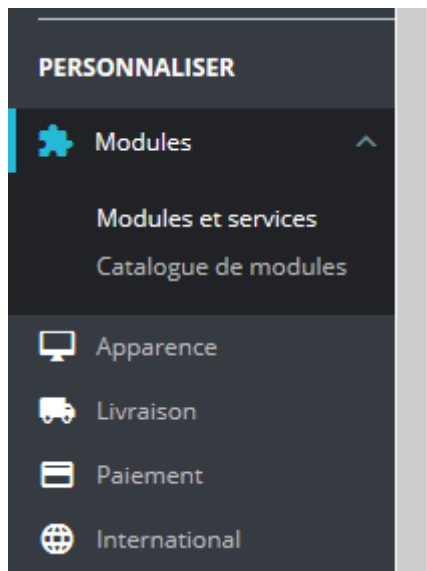 PERSONNALISER
Modules
Modules et services
Catalogue de modules
Apparence
Livraison
Paiement
International